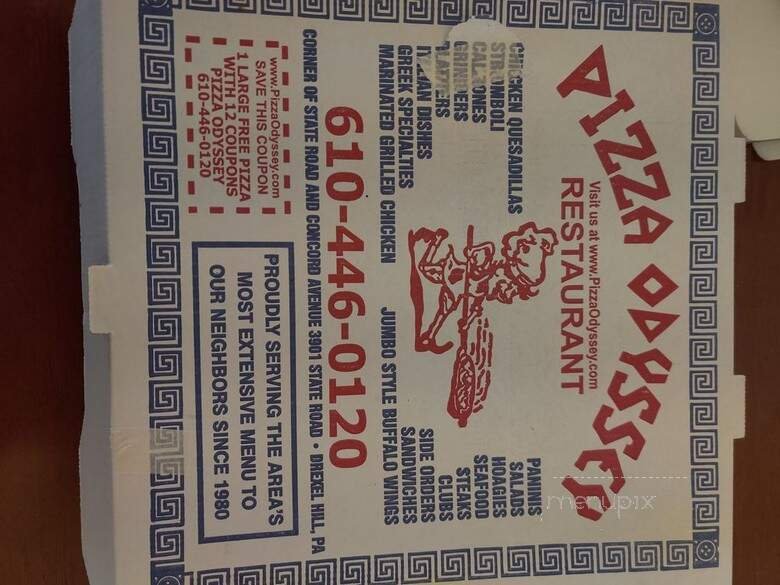 PIZZA ODYSSEY
Visit us at www.PizzaOdyssey.com
RESTAURANT
CHICKEN QUESADILLAS
STROMBOLI
CALZONES
GRINDERS
PLATTERS
ITALIAN DISHES
GREEK SPECIALTIES
MARINATED GRILLED CHICKEN
PANINIS
SALADS
HOAGIES
SEAFOOD
STEAKS
CLUBS
SIDE ORDERS
SANDWICHES
JUMBO STYLE BUFFALO WINGS
610-446-0120
CORNER OF STATE ROAD AND CONCORD AVENUE 3901 STATE ROAD • DREXEL HILL, PA
www.PizzaOdyssey.com
SAVE THIS COUPON
1 LARGE FREE PIZZA
WITH 12 COUPONS
PIZZA ODYSSEY
610-446-0120
PROUDLY SERVING THE AREA'S
MOST EXTENSIVE MENU TO
OUR NEIGHBORS SINCE 1980
menupix